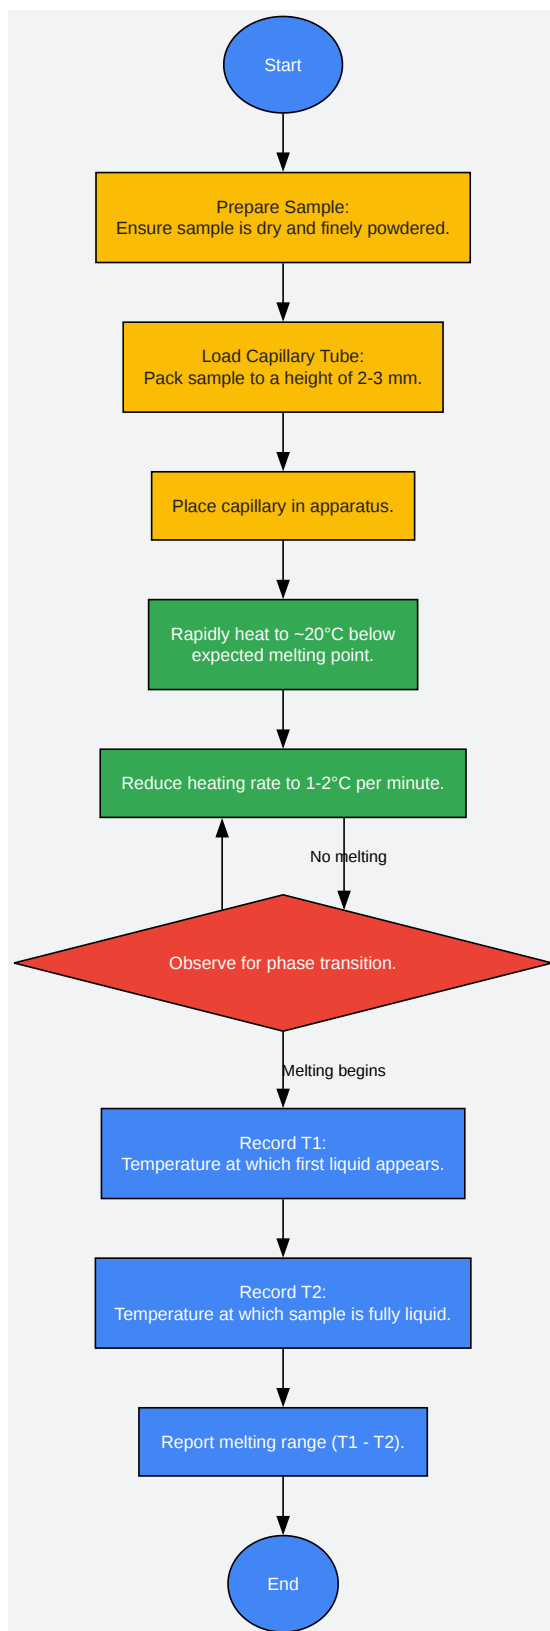 Start
Prepare Sample:
Ensure sample is dry and finely powdered.
Load Capillary Tube:
Pack sample to a height of 2-3 mm.
Place capillary in apparatus.
Rapidly heat to ~20°C below
expected melting point.
Reduce heating rate to 1-2°C per minute.
No melting
Observe for phase transition.
Melting begins
Record T1:
Temperature at which first liquid appears.
Record T2:
Temperature at which sample is fully liquid.
Report melting range (T1 - T2).
End